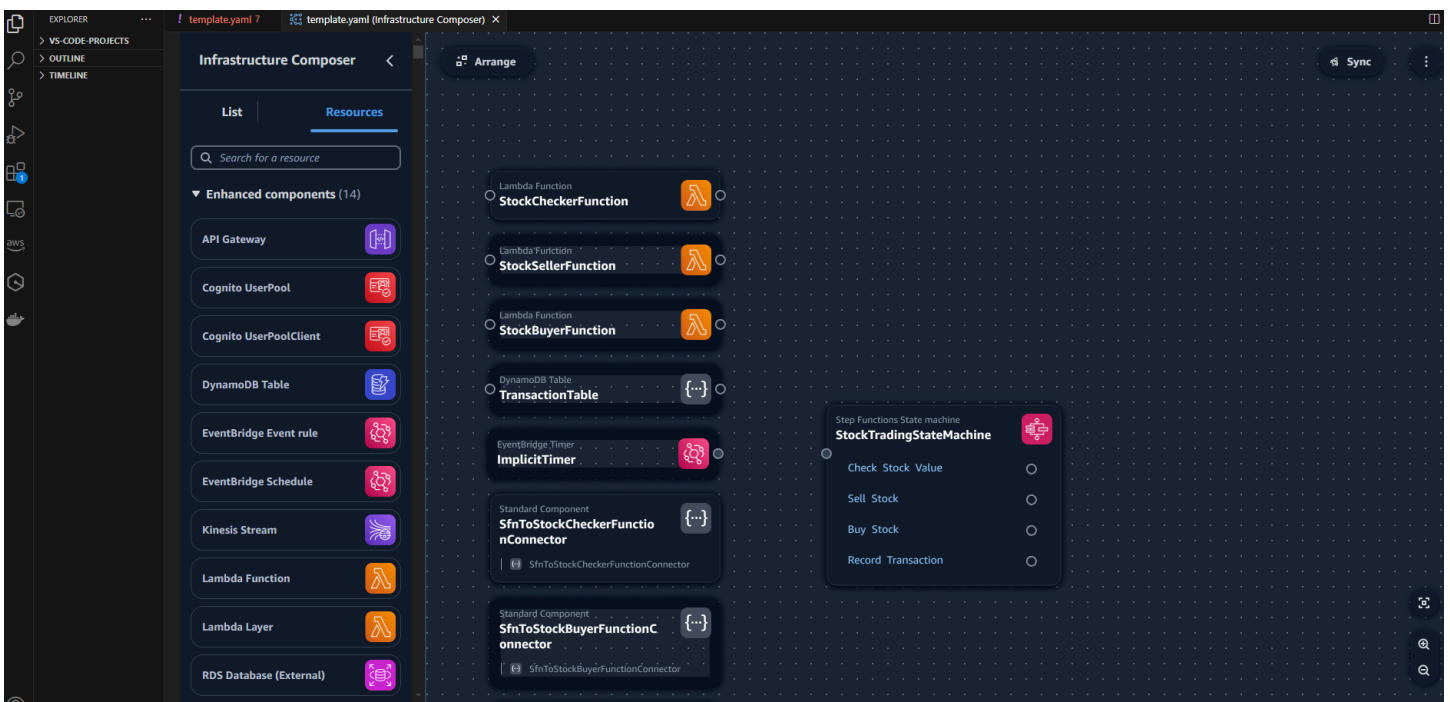 EXPLORER ···
> VS-CODE-PROJECTS
> OUTLINE
> TIMELINE
! template.yaml 7
template.yaml (Infrastructure Composer) ×
1
aws
Infrastructure Composer
List
Resources
Search for a resource
Enhanced components (14)
API Gateway
Cognito UserPool
Cognito UserPoolClient
DynamoDB Table
EventBridge Event rule
EventBridge Schedule
Kinesis Stream
Lambda Function
Lambda Layer
RDS Database (External)
Arrange
Sync
Lambda Function
StockCheckerFunction
Lambda Function
StockSellerFunction
Lambda Function
StockBuyerFunction
DynamoDB Table
TransactionTable
{···}
EventBridge Timer
ImplicitTimer
Standard Component
SfnToStockCheckerFunctio
nConnector
{···}
SfnToStockCheckerFunctionConnector
Standard Component
SfnToStockBuyerFunctionC
onnector
{···}
SfnToStockBuyerFunctionConnector
Step Functions State machine
StockTradingStateMachine
Check Stock Value
Sell Stock
Buy Stock
Record Transaction